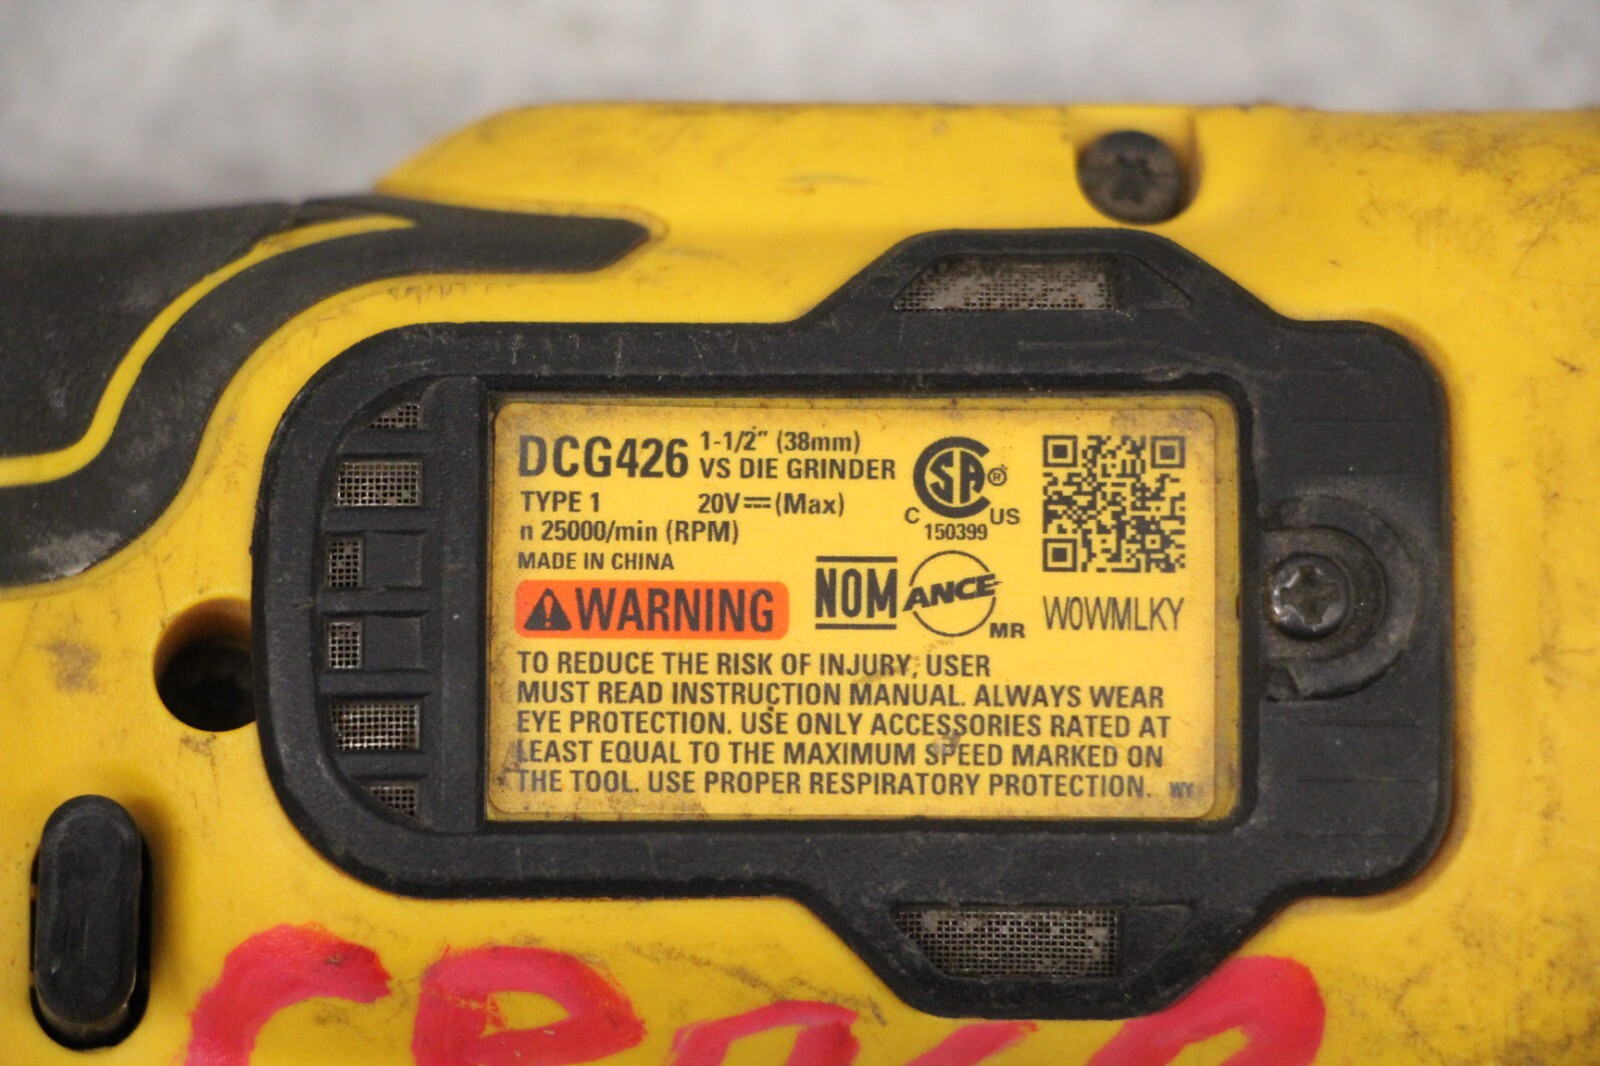 DCG426 1-1/2" (38mm)
VS DIE GRINDER
TYPE 1 20V⎓(Max)
n 25000/min (RPM)
MADE IN CHINA
CSA ®
C US
150399
⚠WARNING
NOM ANCE MR
W0WMLKY
TO REDUCE THE RISK OF INJURY, USER
MUST READ INSTRUCTION MANUAL. ALWAYS WEAR
EYE PROTECTION. USE ONLY ACCESSORIES RATED AT
LEAST EQUAL TO THE MAXIMUM SPEED MARKED ON
THE TOOL. USE PROPER RESPIRATORY PROTECTION. WY